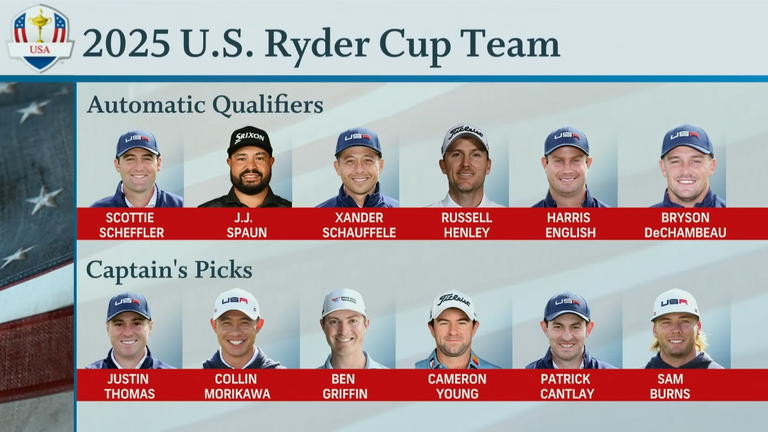 USA
2025 U.S. Ryder Cup Team
Automatic Qualifiers
USA
SRIXON
USA
Titleist
USA
USA
SCOTTIE SCHEFFLER
J.J. SPAUN
XANDER SCHAUFFELE
RUSSELL HENLEY
HARRIS ENGLISH
BRYSON DeCHAMBEAU
Captain's Picks
USA
USA
Titleist
USA
USA
JUSTIN THOMAS
COLLIN MORIKAWA
BEN GRIFFIN
CAMERON YOUNG
PATRICK CANTLAY
SAM BURNS